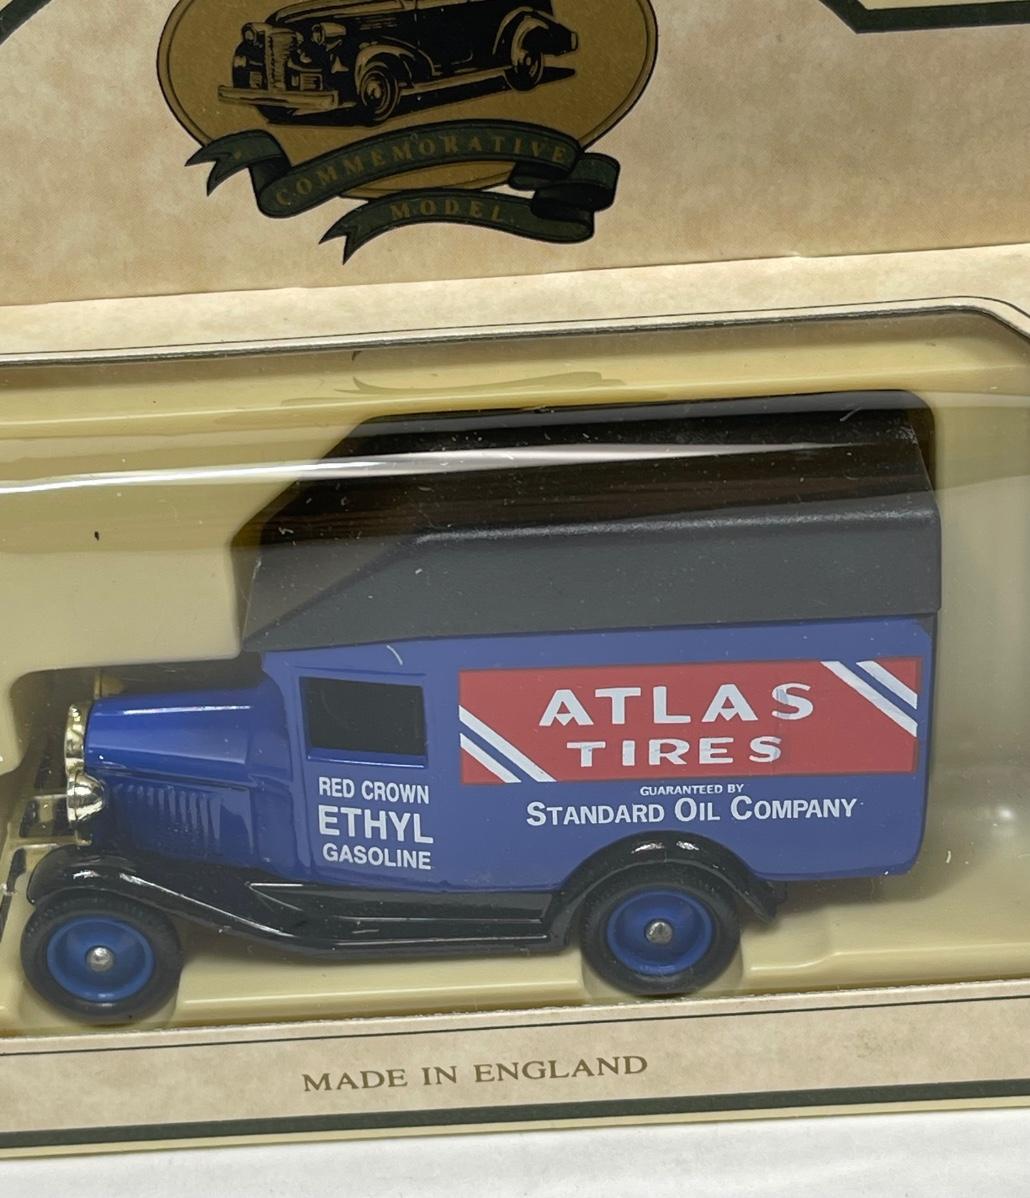 COMMEMORATIVE
MODEL
ATLAS
TIRES
GUARANTEED BY
STANDARD OIL COMPANY
RED CROWN
ETHYL
GASOLINE
MADE IN ENGLAND